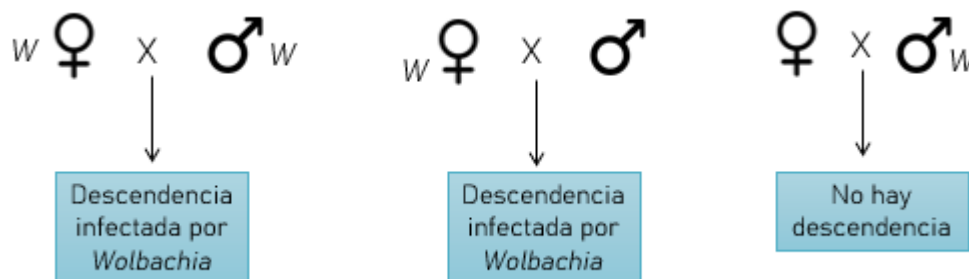 W ♀ X ♂ W
W ♀ X ♂
♀ X ♂ W
Descendencia
infectada por
Wolbachia
Descendencia
infectada por
Wolbachia
No hay
descendencia